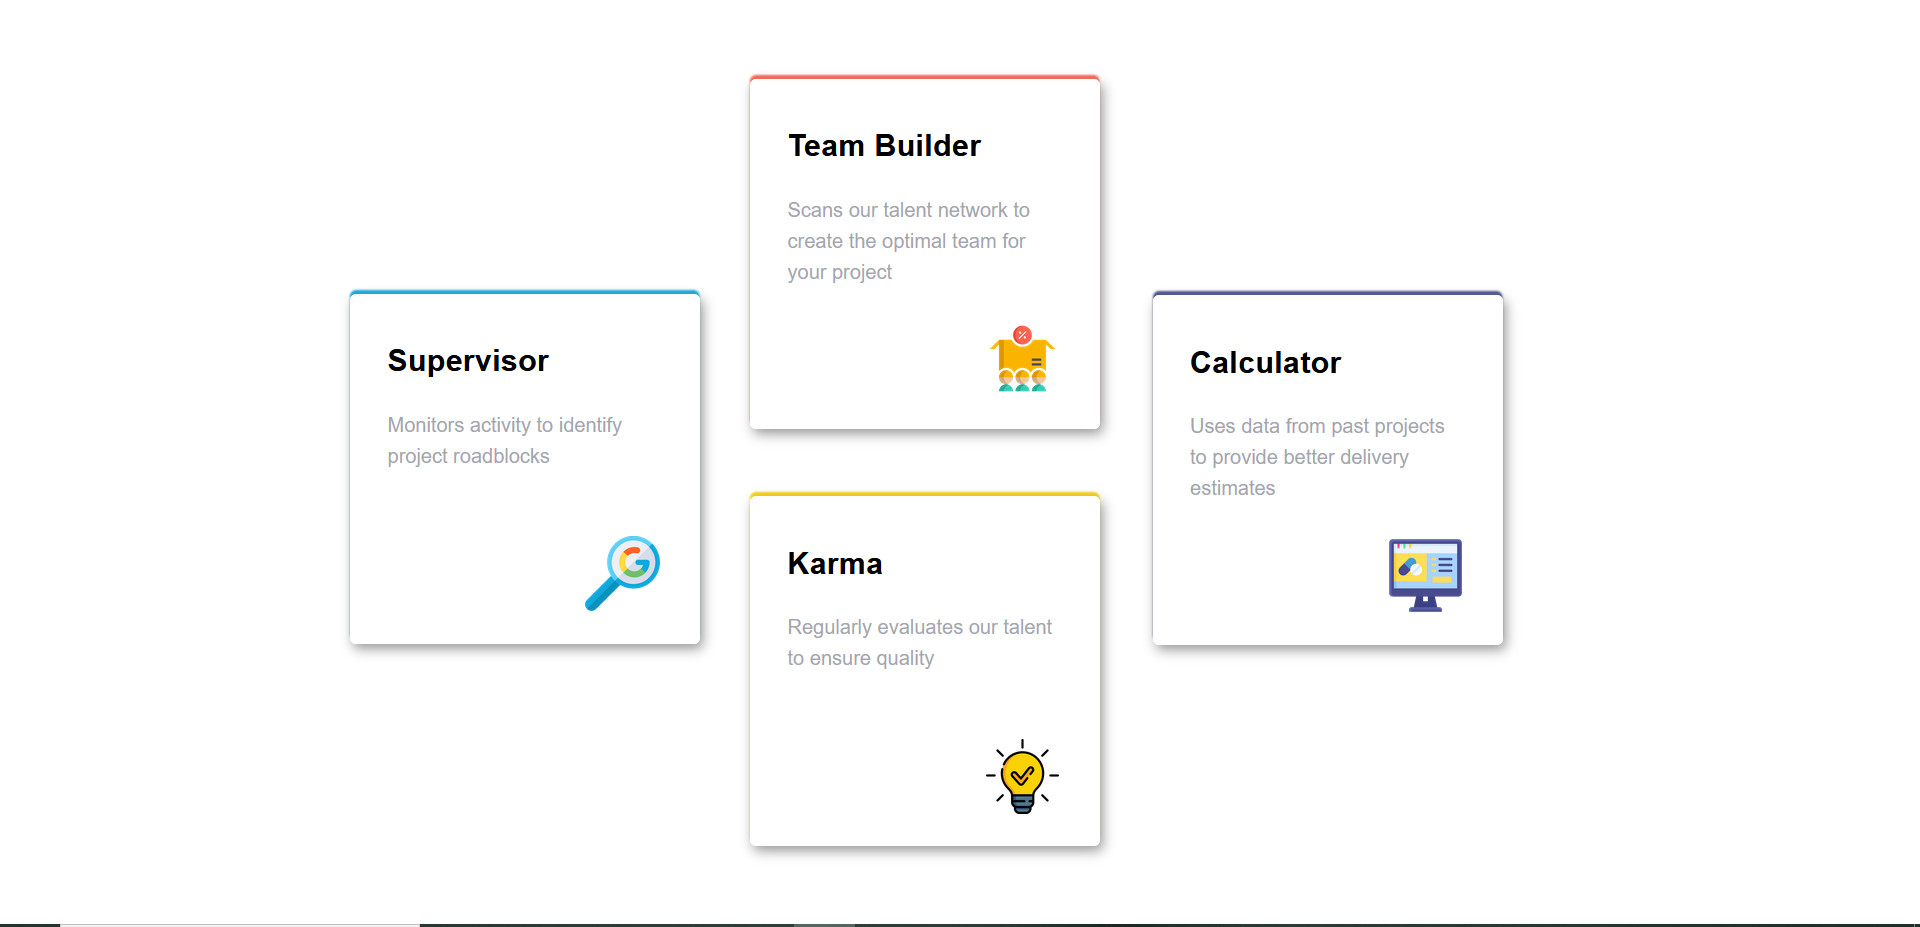 Team Builder
Scans our talent network to
create the optimal team for
your project
Supervisor
Monitors activity to identify
project roadblocks
Calculator
Uses data from past projects
to provide better delivery
estimates
Karma
Regularly evaluates our talent
to ensure quality